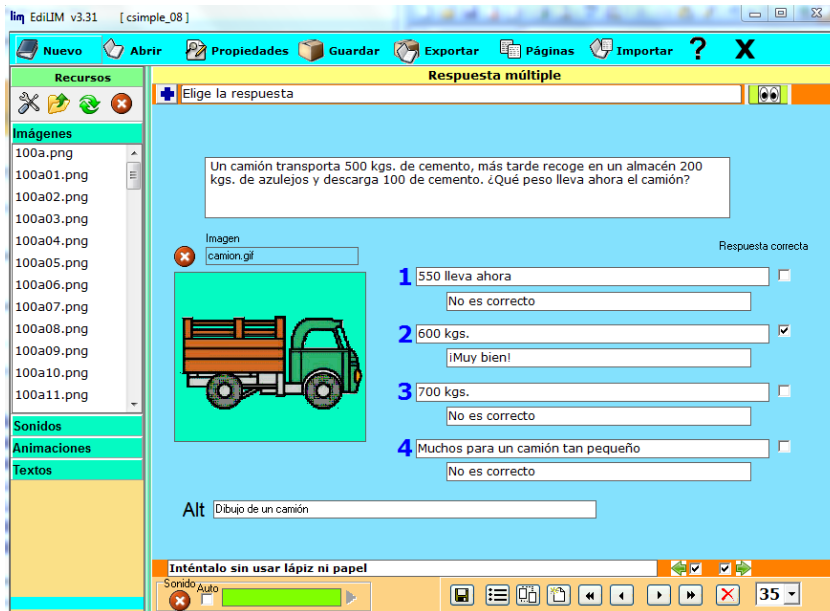 lim EdiLIM v3.31 [ csimple_08 ]
Nuevo Abrir Propiedades Guardar Exportar Páginas Importar ? X
Recursos
Respuesta múltiple
Elige la respuesta
Imágenes
100a.png
100a01.png
100a02.png
100a03.png
100a04.png
100a05.png
100a06.png
100a07.png
100a08.png
100a09.png
100a10.png
100a11.png
Sonidos
Animaciones
Textos
Un camión transporta 500 kgs. de cemento, más tarde recoge en un almacén 200
kgs. de azulejos y descarga 100 de cemento. ¿Qué peso lleva ahora el camión?
Imagen
camion.gif
Respuesta correcta
1 550 lleva ahora
No es correcto
2 600 kgs.
¡Muy bien!
3 700 kgs.
No es correcto
4 Muchos para un camión tan pequeño
No es correcto
Alt Dibujo de un camión
Inténtalo sin usar lápiz ni papel
Sonido Auto
35